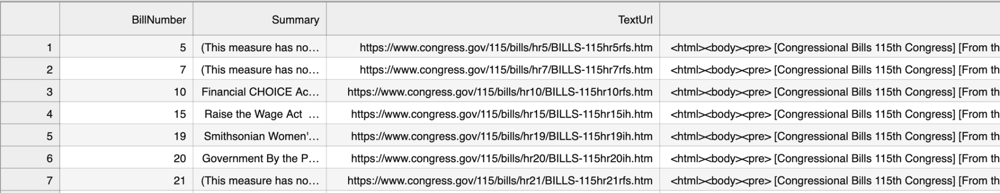 BillNumber Summary TextUrl
1 5 (This measure has no... https://www.congress.gov/115/bills/hr5/BILLS-115hr5rfs.htm <html><body><pre> [Congressional Bills 115th Congress] [From th
2 7 (This measure has no... https://www.congress.gov/115/bills/hr7/BILLS-115hr7rfs.htm <html><body><pre> [Congressional Bills 115th Congress] [From th
3 10 Financial CHOICE Ac... https://www.congress.gov/115/bills/hr10/BILLS-115hr10rfs.htm <html><body><pre> [Congressional Bills 115th Congress] [From th
4 15 Raise the Wage Act ... https://www.congress.gov/115/bills/hr15/BILLS-115hr15ih.htm <html><body><pre> [Congressional Bills 115th Congress] [From th
5 19 Smithsonian Women'... https://www.congress.gov/115/bills/hr19/BILLS-115hr19ih.htm <html><body><pre> [Congressional Bills 115th Congress] [From th
6 20 Government By the P... https://www.congress.gov/115/bills/hr20/BILLS-115hr20ih.htm <html><body><pre> [Congressional Bills 115th Congress] [From th
7 21 (This measure has no... https://www.congress.gov/115/bills/hr21/BILLS-115hr21rfs.htm <html><body><pre> [Congressional Bills 115th Congress] [From th